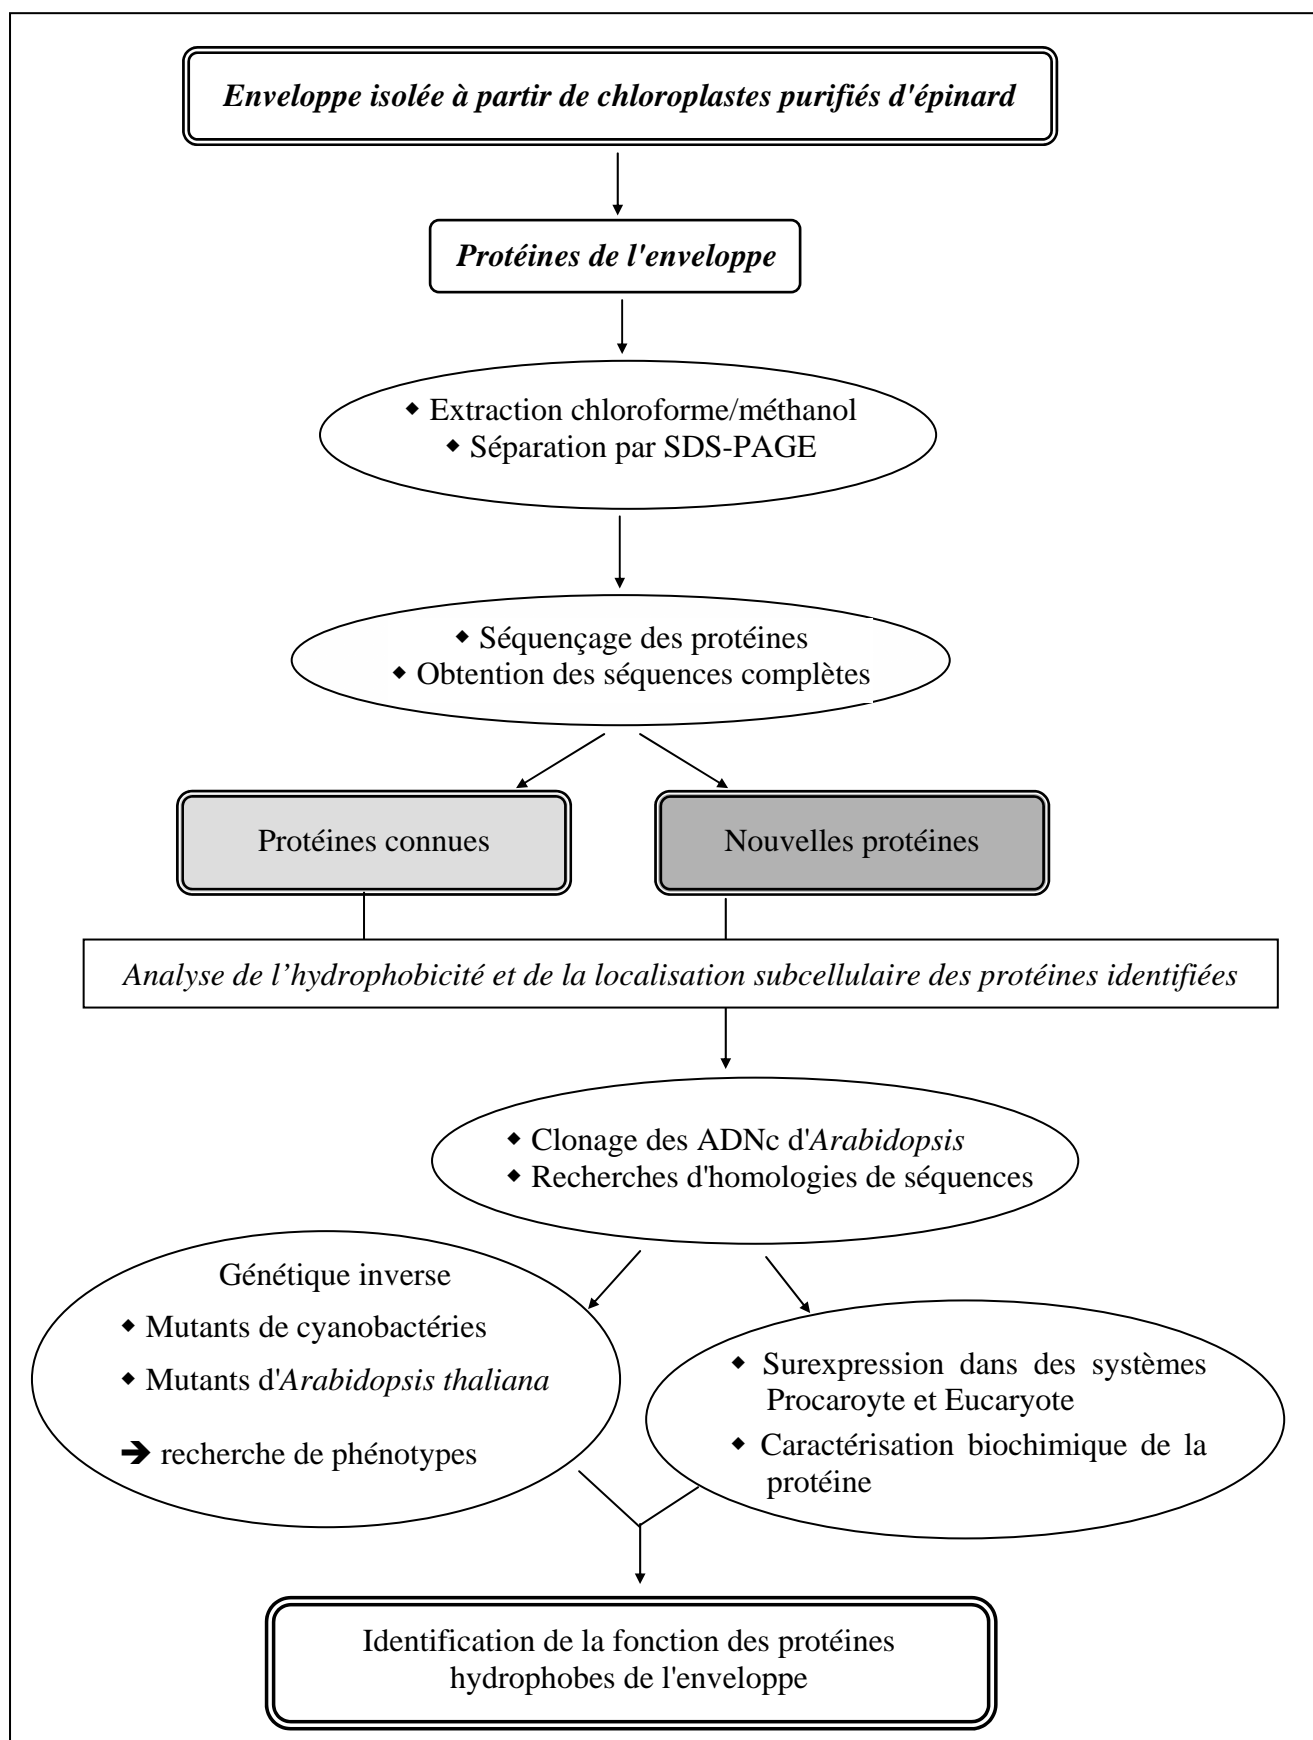 Enveloppe isolée à partir de chloroplastes purifiés d'épinard
Protéines de l'enveloppe
◆ Extraction chloroforme/méthanol
◆ Séparation par SDS-PAGE
◆ Séquençage des protéines
◆ Obtention des séquences complètes
Protéines connues
Nouvelles protéines
Analyse de l’hydrophobicité et de la localisation subcellulaire des protéines identifiées
◆ Clonage des ADNc d'Arabidopsis
◆ Recherches d'homologies de séquences
Génétique inverse
◆ Mutants de cyanobactéries
◆ Mutants d'Arabidopsis thaliana
➔ recherche de phénotypes
◆ Surexpression dans des systèmes
Procaroyte et Eucaryote
◆ Caractérisation biochimique de la
protéine
Identification de la fonction des protéines
hydrophobes de l'enveloppe